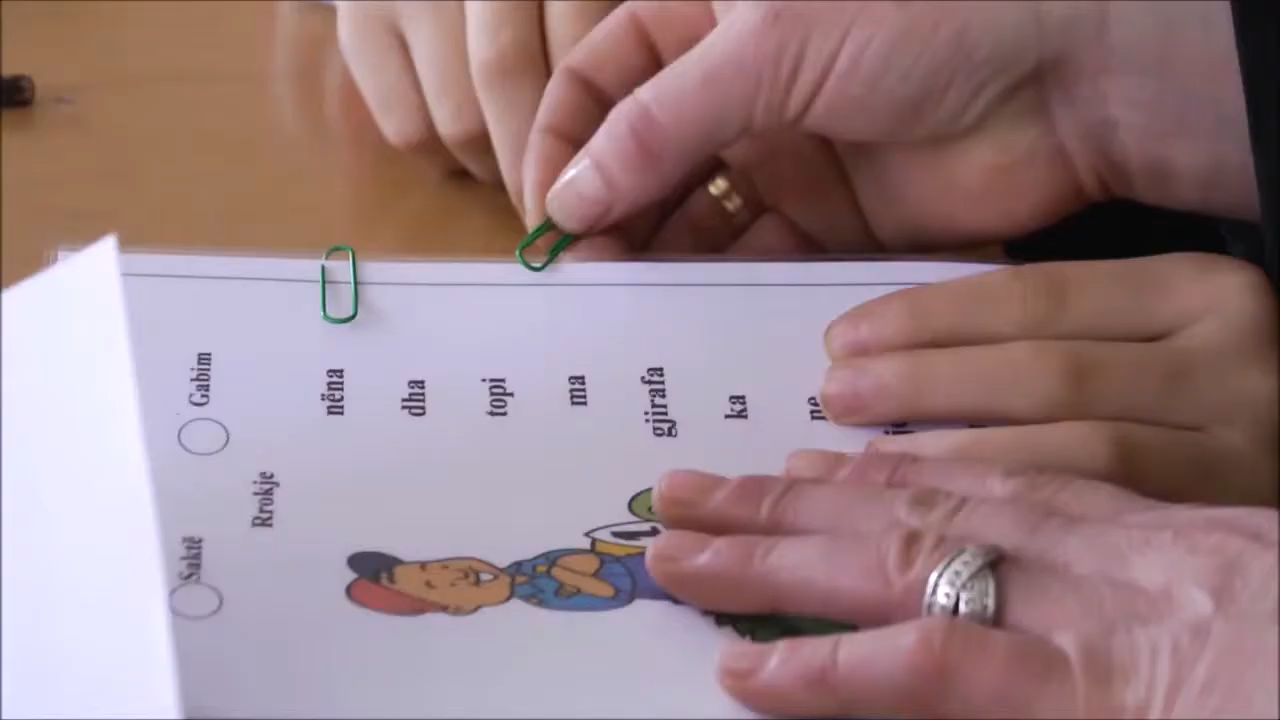 Saktë Gabim
Rrokje
nëna
dha
topi
ma
gjirafa
ka